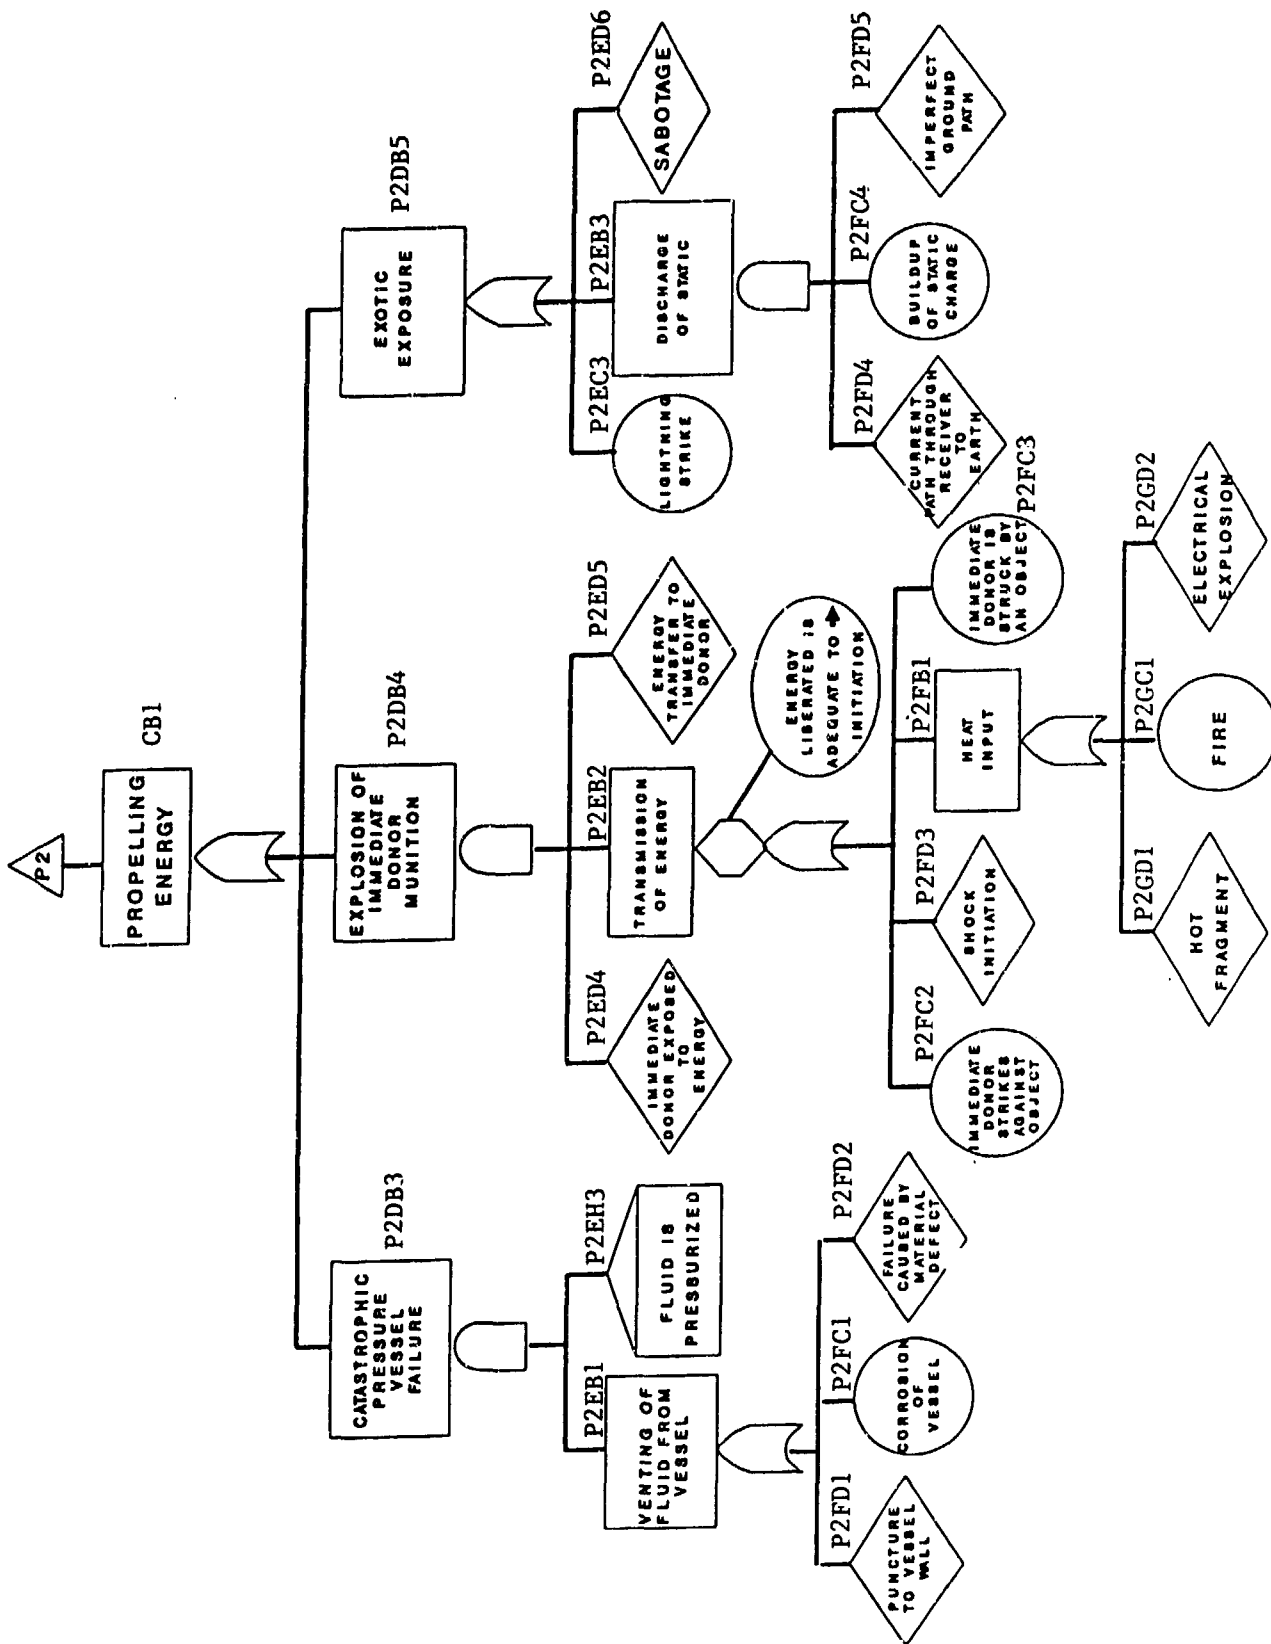 P2
PROPELLING
ENERGY
CB1
CATASTROPHIC
PRESSURE
VESSEL
FAILURE
P2DB3
EXPLOSION OF
IMMEDIATE
DONOR
MUNITION
P2DB4
EXOTIC
EXPOSURE
P2DB5
P2EB1
VENTING OF
FLUID FROM
VESSEL
P2EH3
FLUID IS
PRESSURIZED
P2ED4
IMMEDIATE
DONOR EXPOSED
TO
ENERGY
P2EB2
TRANSMISSION
OF ENERGY
P2ED5
ENERGY
TRANSFER TO
IMMEDIATE
DONOR
P2EC3
LIGHTNING
STRIKE
P2EB3
DISCHARGE
OF STATIC
P2ED6
SABOTAGE
ENERGY
LIBERATED IS
ADEQUATE TO
INITIATION
P2FD1
PUNCTURE
TO VESSEL
WALL
P2FC1
CORROSION
OF
VESSEL
P2FD2
FAILURE
CAUSED BY
MATERIAL
DEFECT
P2FC2
IMMEDIATE
DONOR
STRIKES
AGAINST
OBJECT
P2FD3
SHOCK
INITIATION
P2FB1
HEAT
INPUT
P2FC3
IMMEDIATE
DONOR IS
STRUCK BY
AN OBJECT
P2FD4
CURRENT
PATH THROUGH
RECEIVER
TO
EARTH
P2FC4
BUILDUP
OF STATIC
CHARGE
P2FD5
IMPERFECT
GROUND
PATH
P2GD1
HOT
FRAGMENT
P2GC1
FIRE
P2GD2
ELECTRICAL
EXPLOSION